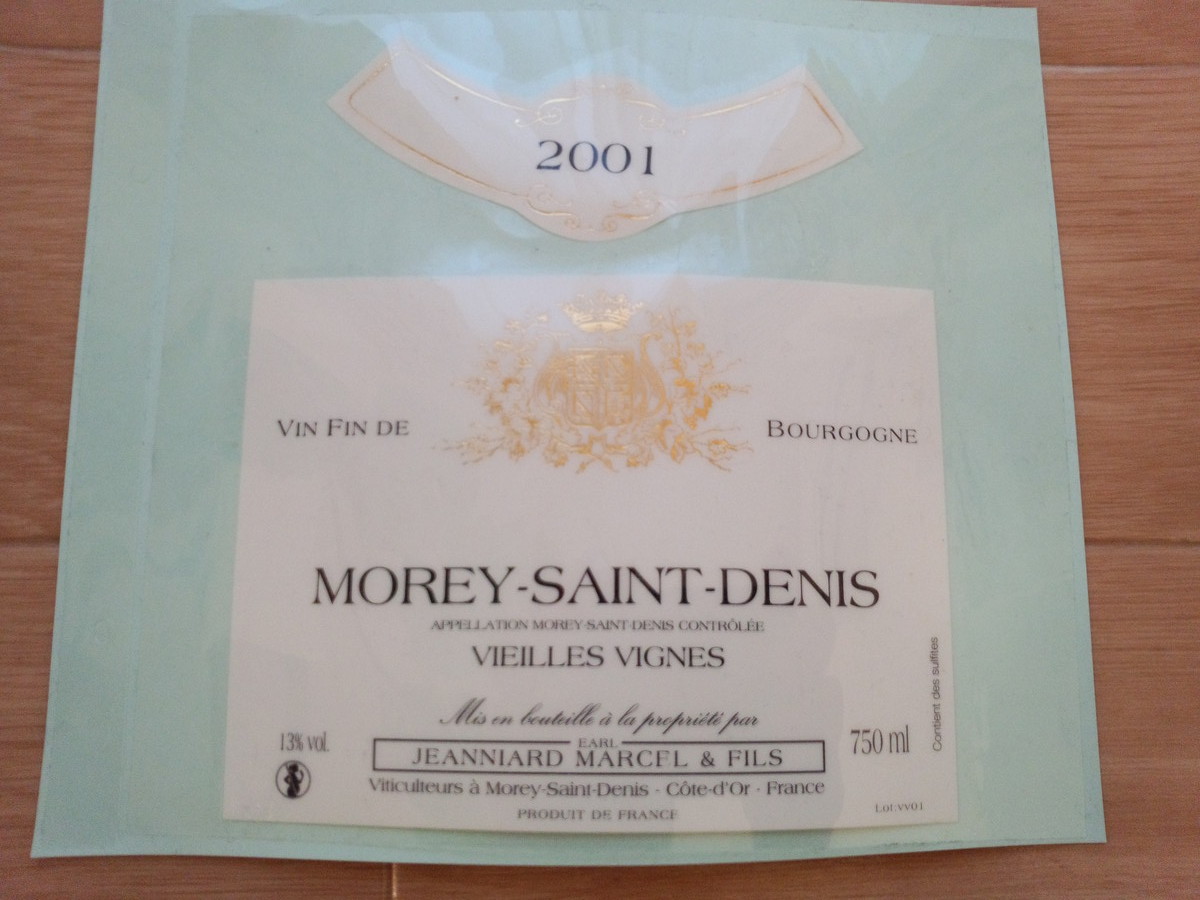 2001
VIN FIN DE BOURGOGNE
MOREY-SAINT-DENIS
APPELLATION MOREY-SAINT-DENIS CONTRÔLÉE
VIEILLES VIGNES
Mis en bouteille à la propriété par
EARL
JEANNIARD MARCEL & FILS
13% vol.
750 ml
Viticulteurs à Morey-Saint-Denis - Côte-d'Or - France
PRODUIT DE FRANCE
Lot:vv01
Contient des sulfites